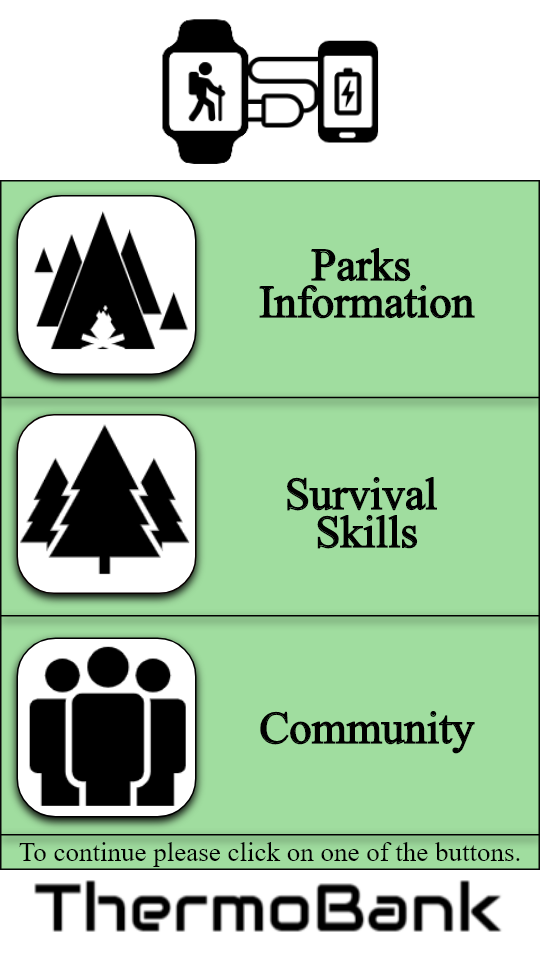 Parks
Information
Survival
Skills
Community
To continue please click on one of the buttons.
ThermoBank